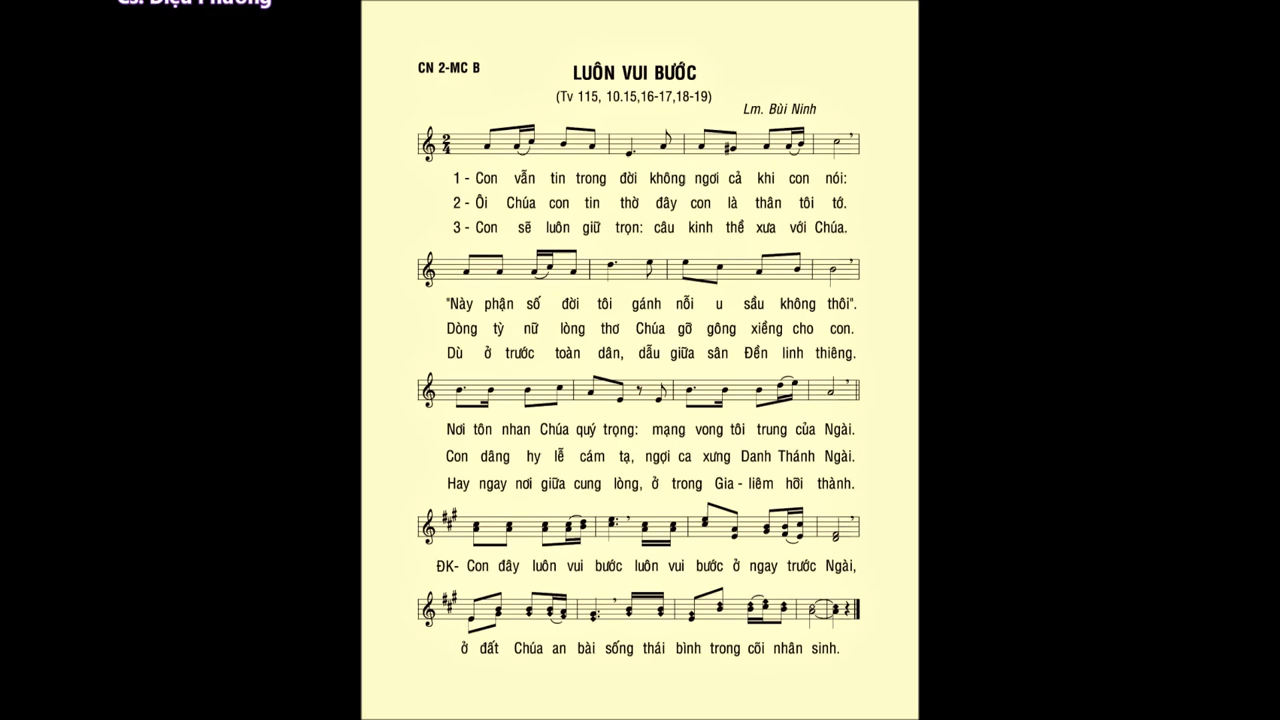 Cs. Diệu Phương
CN 2-MC B
LUÔN VUI BƯỚC
(Tv 115, 10.15,16-17,18-19)
Lm. Bùi Ninh
2
4
1 - Con vẫn tin trong đời không ngơi cả khi con nói:
2 - Ôi Chúa con tin thờ đây con là thân tôi tớ.
3 - Con sẽ luôn giữ trọn: câu kinh thề xưa với Chúa.
"Này phận số đời tôi gánh nỗi u sầu không thôi".
Dòng tỳ nữ lòng thơ Chúa gỡ gông xiềng cho con.
Dù ở trước toàn dân, dẫu giữa sân Đền linh thiêng.
Nơi tôn nhan Chúa quý trọng: mạng vong tôi trung của Ngài.
Con dâng hy lễ cám tạ, ngợi ca xưng Danh Thánh Ngài.
Hay ngay nơi giữa cung lòng, ở trong Gia - liêm hỡi thành.
ĐK- Con đây luôn vui bước luôn vui bước ở ngay trước Ngài,
ở đất Chúa an bài sống thái bình trong cõi nhân sinh.